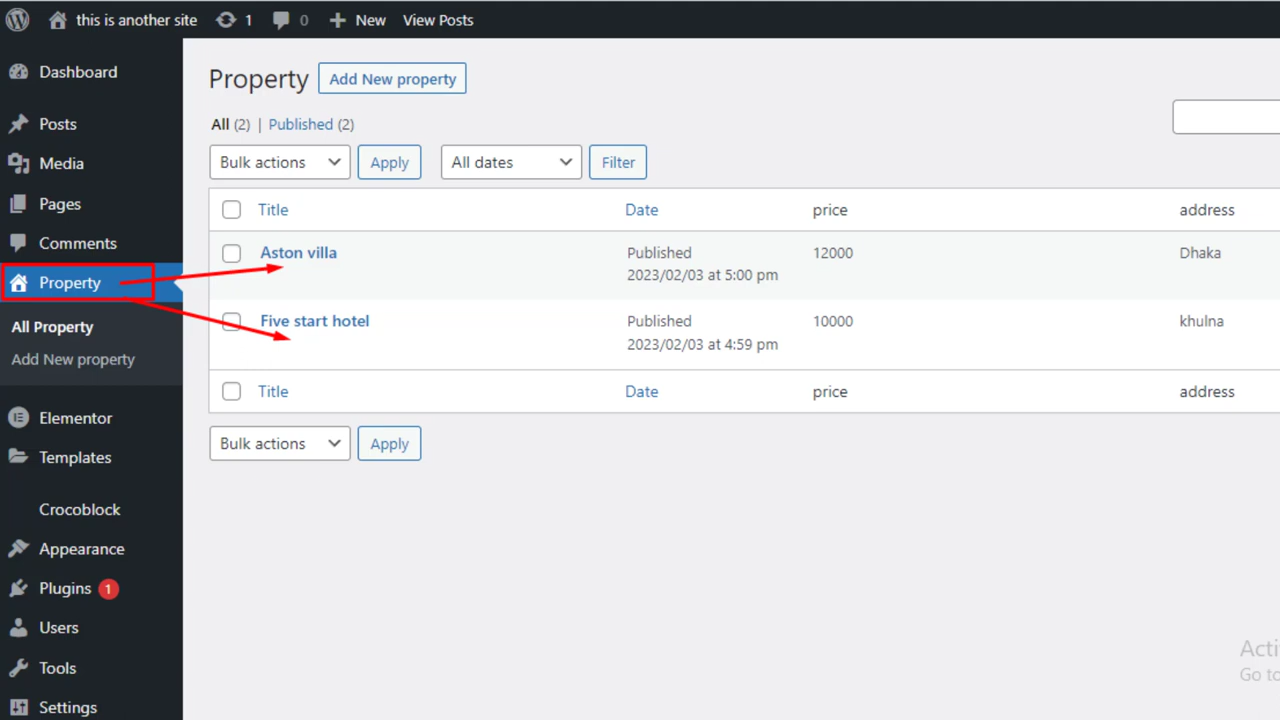 this is another site 1 0 New View Posts
Dashboard
Posts
Media
Pages
Comments
Property
All Property
Add New property
Elementor
Templates
Crocoblock
Appearance
Plugins 1
Users
Tools
Settings
Property Add New property
All (2) | Published (2)
Bulk actions Apply All dates Filter
Title Date price address
Aston villa Published 12000 Dhaka
2023/02/03 at 5:00 pm
Five start hotel Published 10000 khulna
2023/02/03 at 4:59 pm
Title Date price address
Bulk actions Apply
Acti
Go to